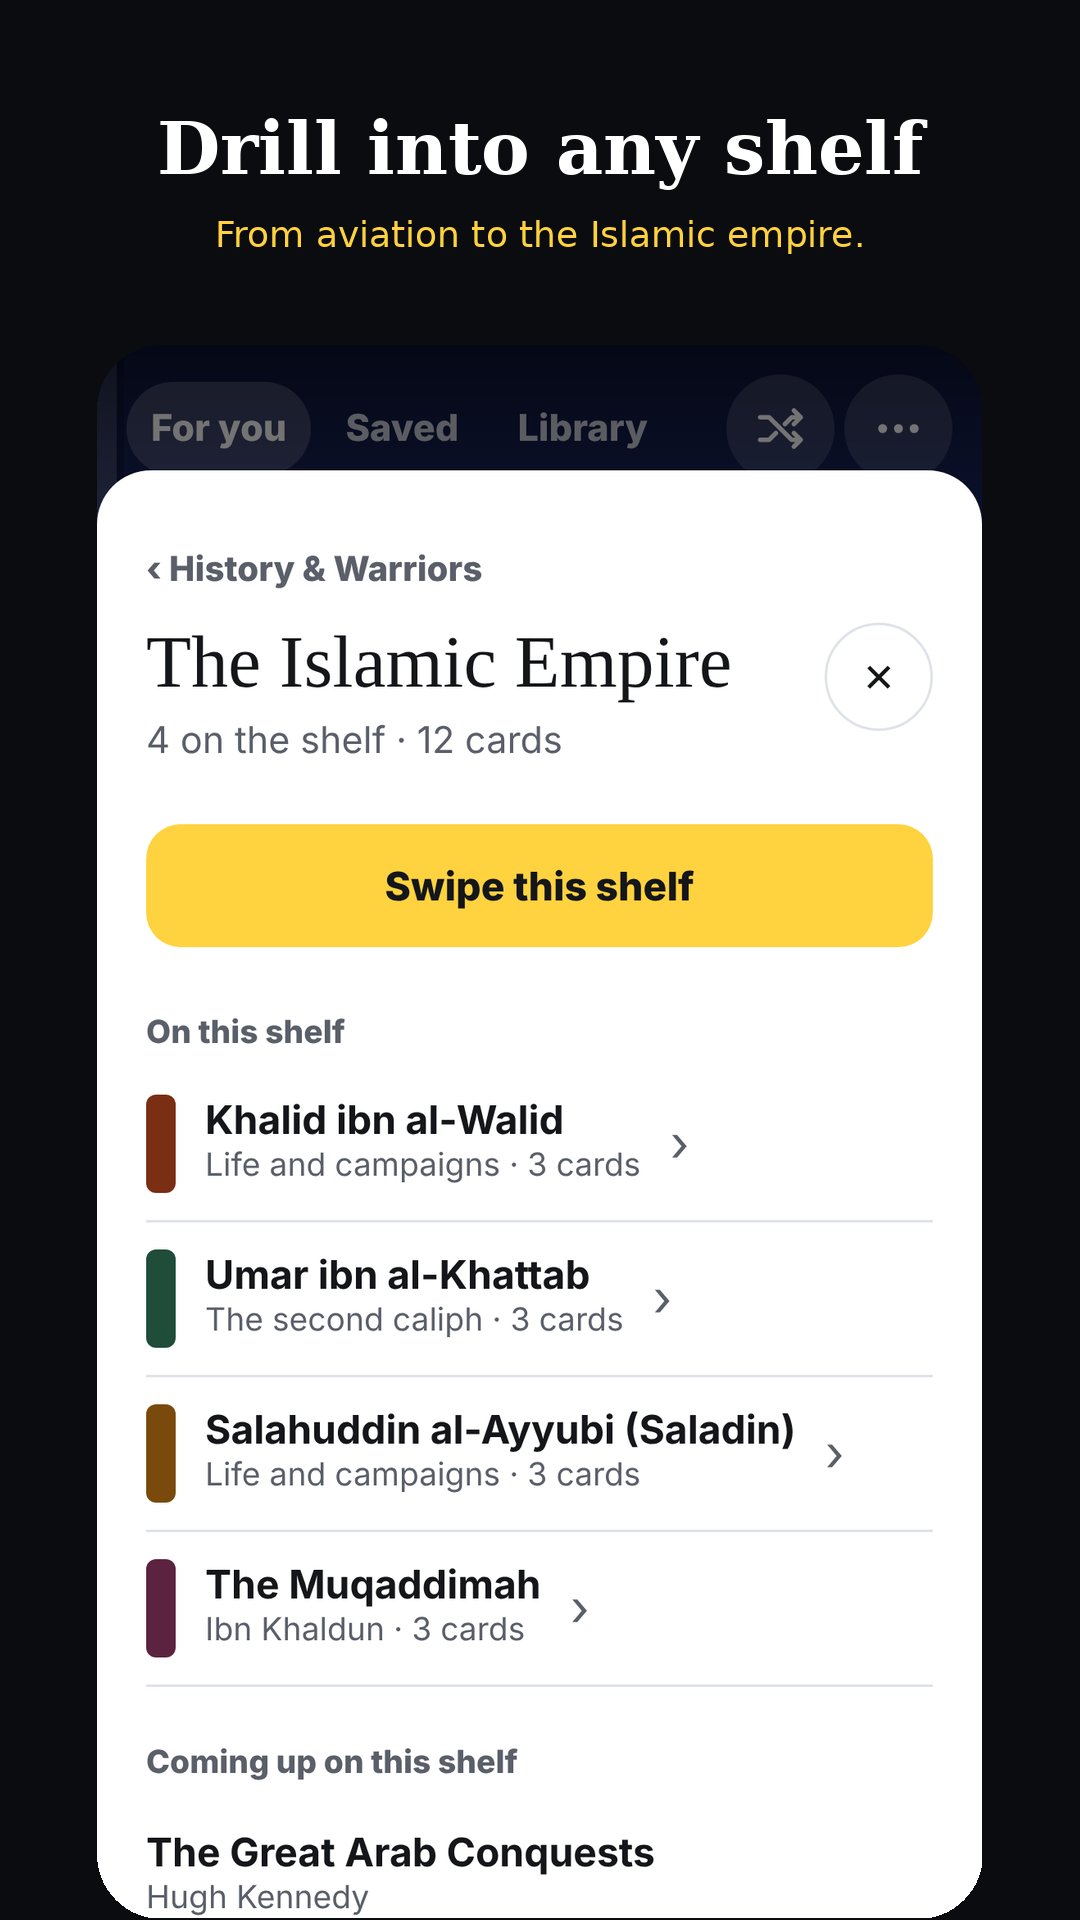 Drill into any shelf
From aviation to the Islamic empire.
For you
Saved
Library
‹ History & Warriors
The Islamic Empire
4 on the shelf · 12 cards
Swipe this shelf
On this shelf
Khalid ibn al-Walid
Life and campaigns · 3 cards
Umar ibn al-Khattab
The second caliph · 3 cards
Salahuddin al-Ayyubi (Saladin)
Life and campaigns · 3 cards
The Muqaddimah
Ibn Khaldun · 3 cards
Coming up on this shelf
The Great Arab Conquests
Hugh Kennedy